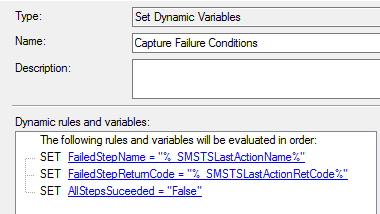 Type: Set Dynamic Variables
Name: Capture Failure Conditions
Description:
Dynamic rules and variables:
The following rules and variables will be evaluated in order:
SET FailedStepName = "%_SMSTSLastActionName%"
SET FailedStepReturnCode = "%_SMSTSLastActionRetCode%"
SET AllStepsSuceeded = "False"